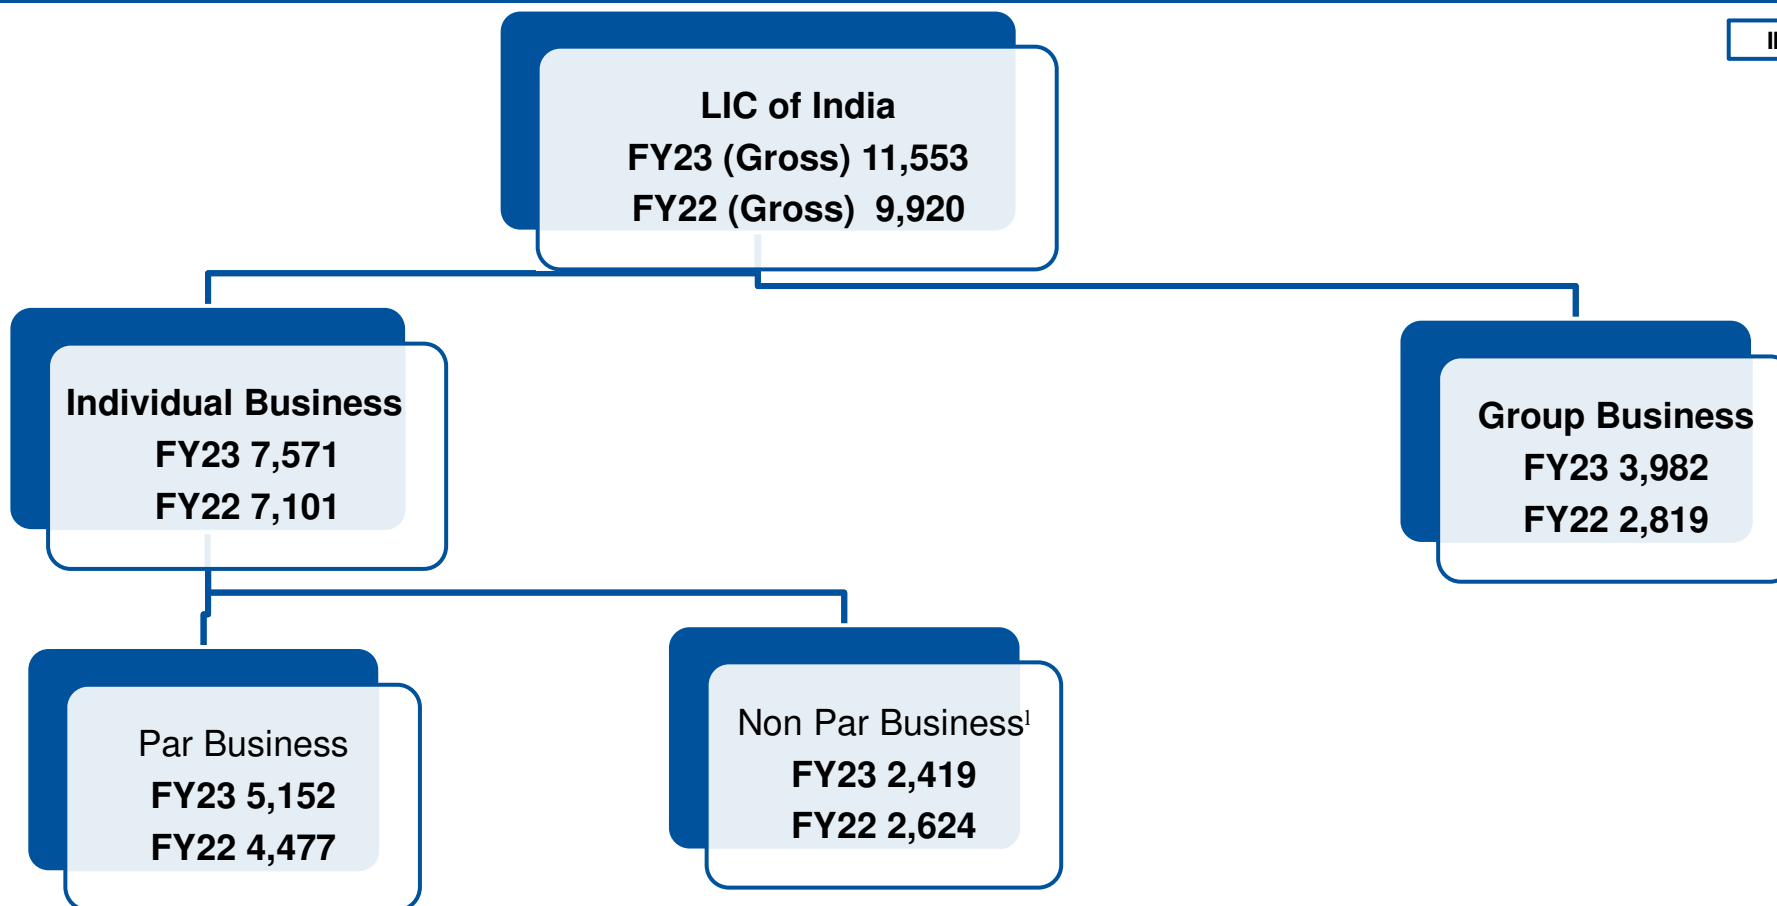 LIC of India
FY23 (Gross) 11,553
FY22 (Gross) 9,920
Individual Business
FY23 7,571
FY22 7,101
Group Business
FY23 3,982
FY22 2,819
Par Business
FY23 5,152
FY22 4,477
Non Par Business¹
FY23 2,419
FY22 2,624